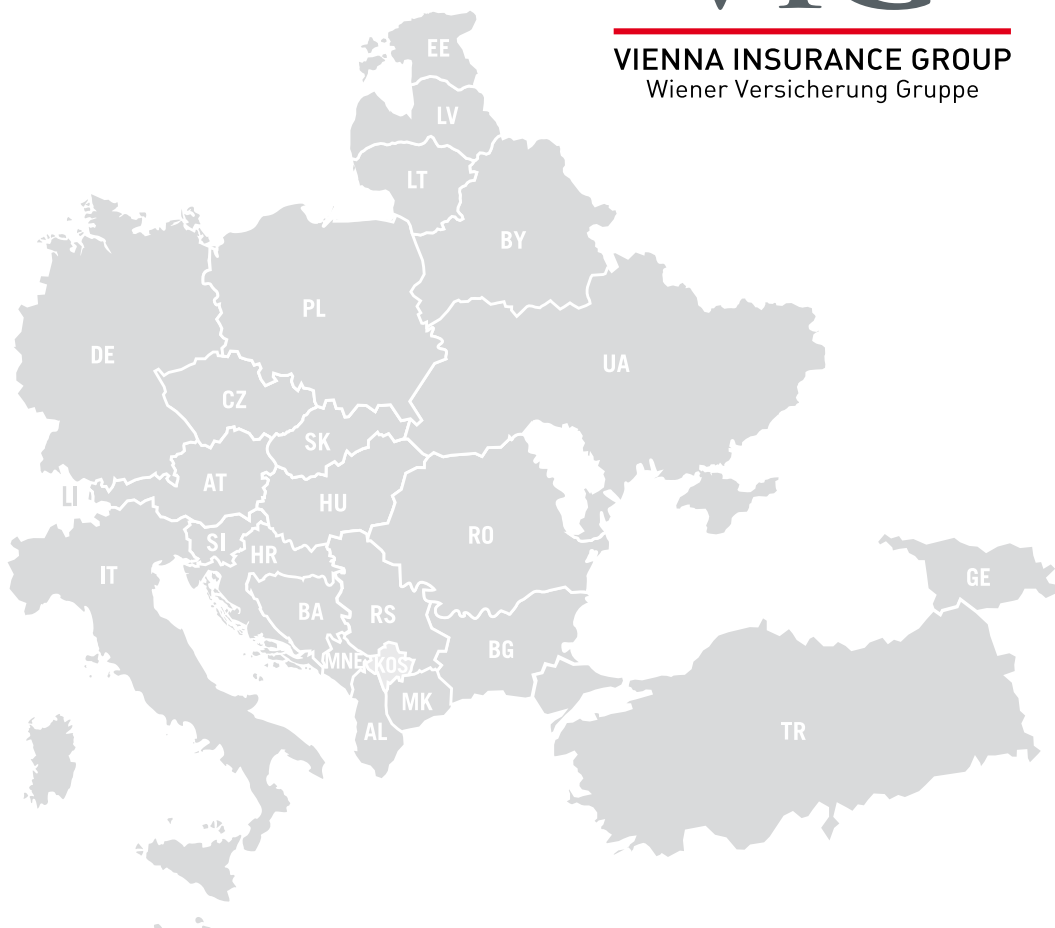 VIG
VIENNA INSURANCE GROUP
Wiener Versicherung Gruppe
EE
LV
LT
BY
PL
DE
UA
CZ
SK
AT
LI
HU
RO
SI
HR
IT
GE
BA
RS
BG
MNE
KOS
MK
AL
TR